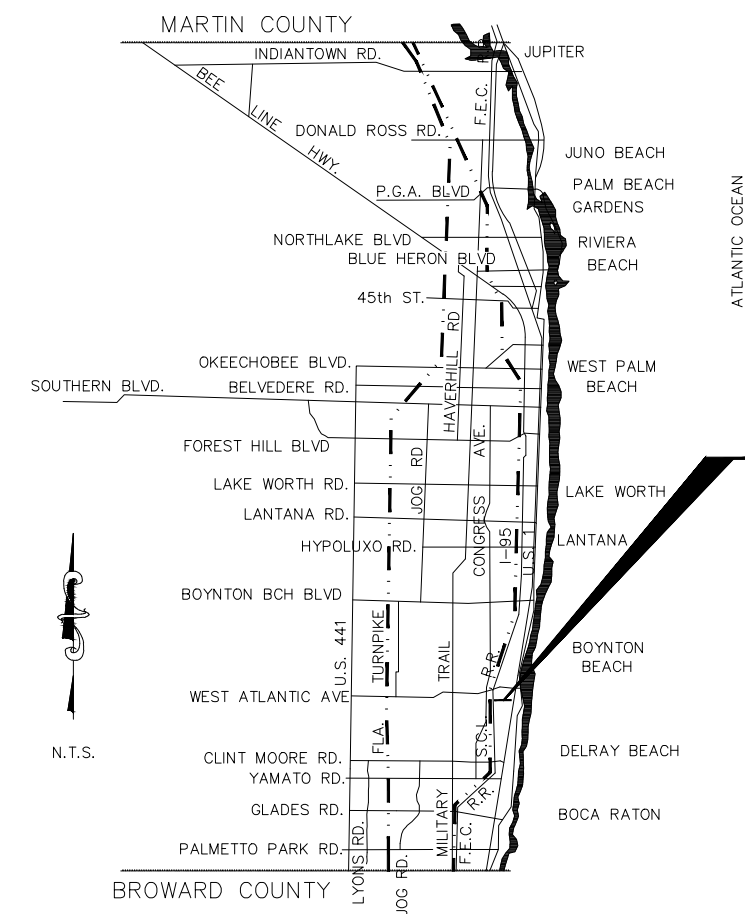 MARTIN COUNTY
INDIANTOWN RD.
JUPITER
BEE
LINE
HWY.
F.E.C.
DONALD ROSS RD.
JUNO BEACH
P.G.A. BLVD
PALM BEACH
GARDENS
ATLANTIC OCEAN
NORTHLAKE BLVD
RIVIERA
BEACH
BLUE HERON BLVD
45th ST.
HAVERHILL RD
OKEECHOBEE BLVD.
WEST PALM
BEACH
SOUTHERN BLVD.
BELVEDERE RD.
FOREST HILL BLVD
JOG RD
CONGRESS AVE.
LAKE WORTH RD.
LAKE WORTH
LANTANA RD.
I-95
U.S. 1
HYPOLUXO RD.
LANTANA
BOYNTON BCH BLVD
U.S. 441
FLA. TURNPIKE
MILITARY TRAIL
S.C.L. R.R.
BOYNTON
BEACH
WEST ATLANTIC AVE
N.T.S.
CLINT MOORE RD.
DELRAY BEACH
YAMATO RD.
F.E.C. R.R.
GLADES RD.
BOCA RATON
LYONS RD.
JOG RD.
PALMETTO PARK RD.
BROWARD COUNTY